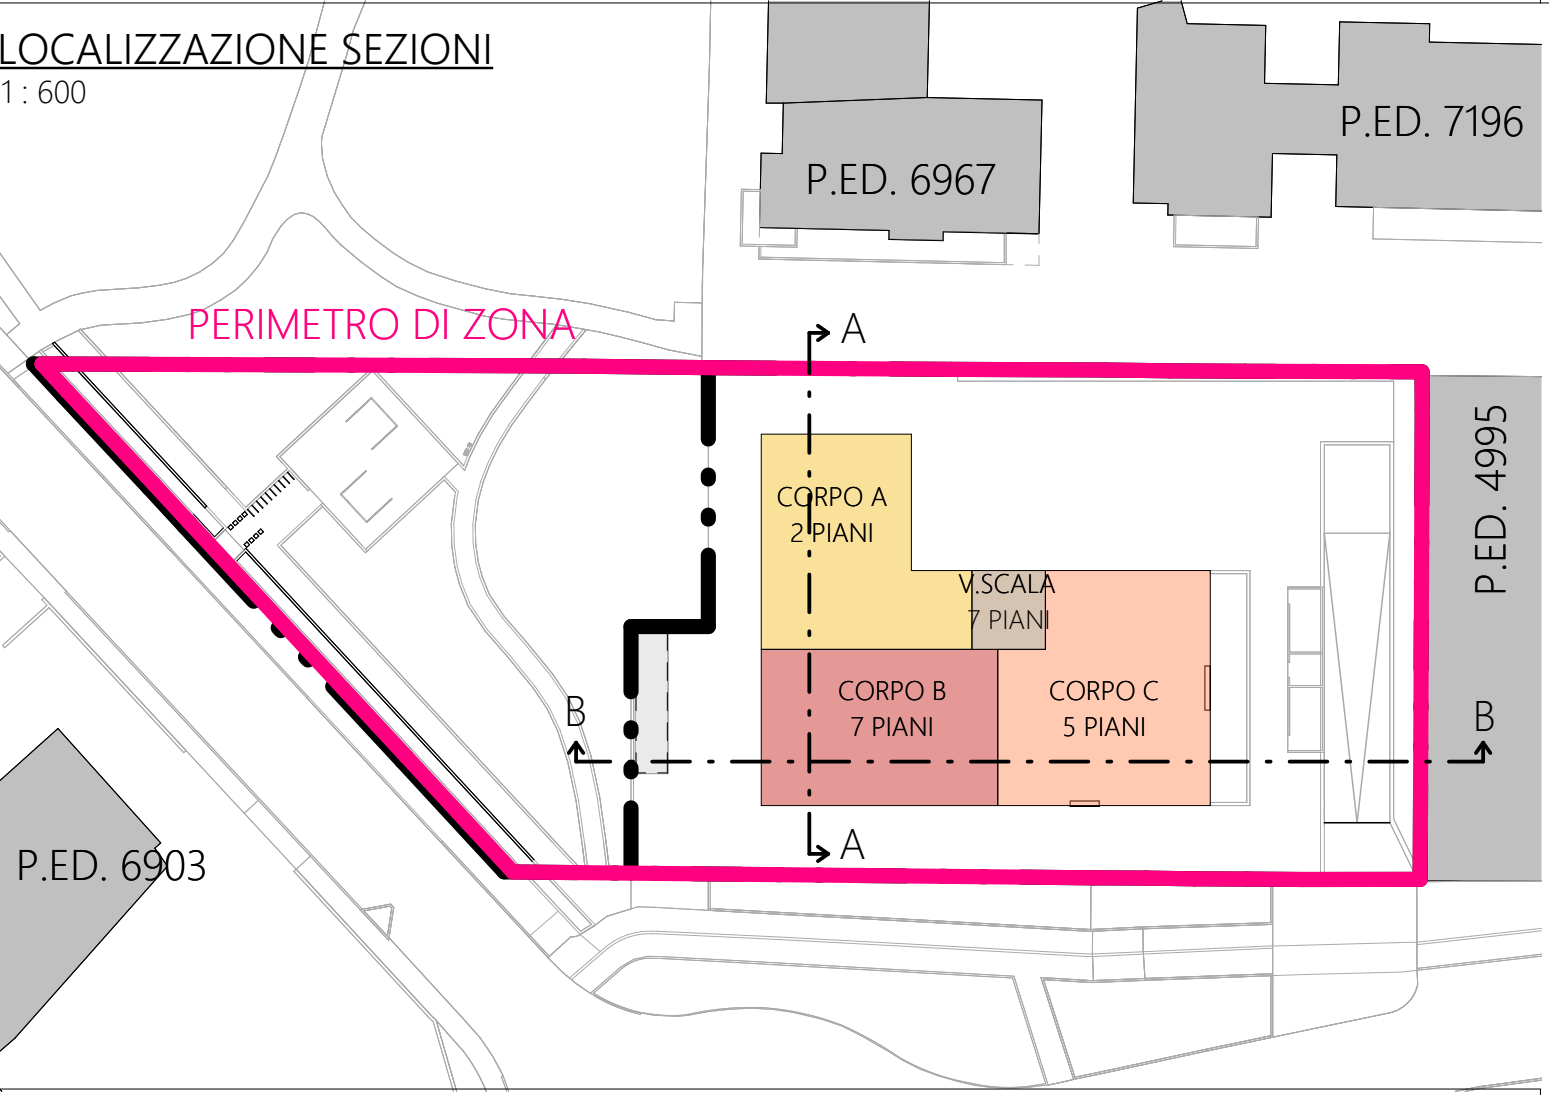 LOCALIZZAZIONE SEZIONI
1 : 600
P.ED. 7196
P.ED. 6967
PERIMETRO DI ZONA
A
P.ED. 4995
CORPO A
2 PIANI
V.SCALA
7 PIANI
CORPO B
7 PIANI
CORPO C
5 PIANI
B
B
A
P.ED. 6903